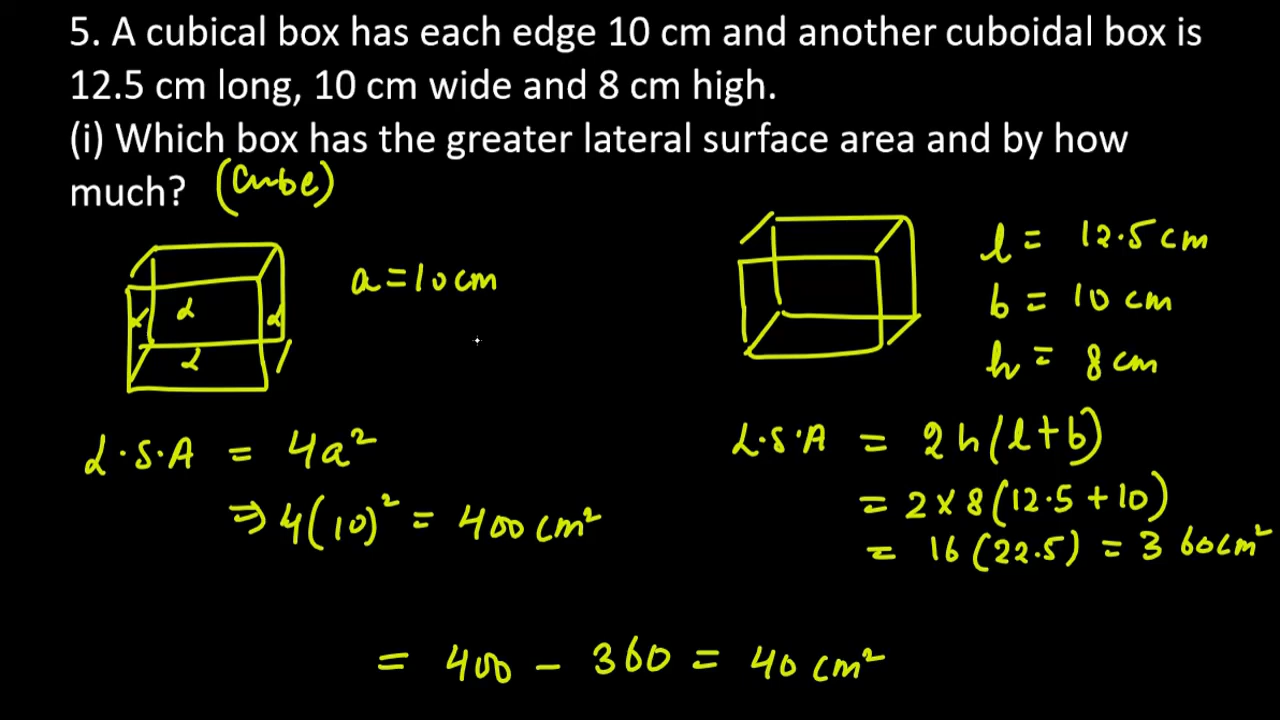 5. A cubical box has each edge 10 cm and another cuboidal box is
12.5 cm long, 10 cm wide and 8 cm high.
(i) Which box has the greater lateral surface area and by how
much? (Cube)
a = 10 cm
l = 12.5 cm
b = 10 cm
h = 8 cm
L.S.A = 4a²
⇒ 4(10)² = 400 cm²
L.S.A = 2h(l+b)
= 2 × 8(12.5 + 10)
= 16(22.5) = 360 cm²
= 400 - 360 = 40 cm²